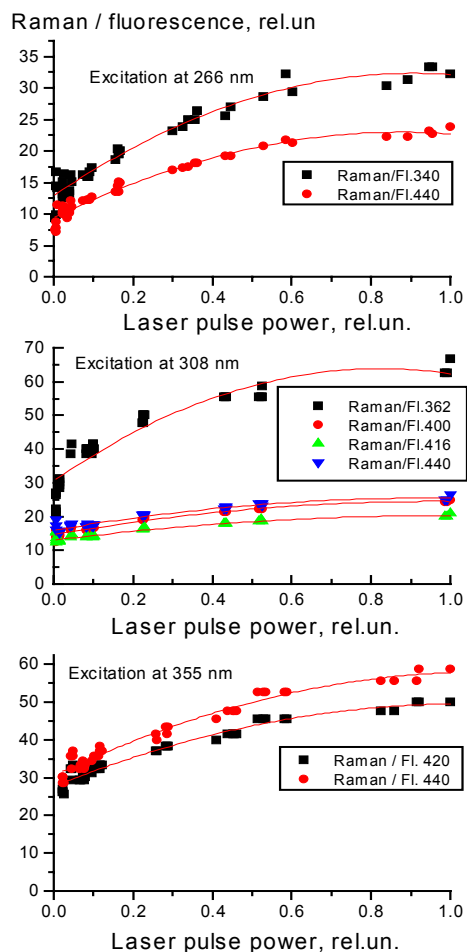 Raman / fluorescence, rel.un
35
30
25
20
15
10
5
0
Excitation at 266 nm
Raman/Fl.340
Raman/Fl.440
0.0 0.2 0.4 0.6 0.8 1.0
Laser pulse power, rel.un.
70
60
50
40
30
20
10
0
Excitation at 308 nm
Raman/Fl.362
Raman/Fl.400
Raman/Fl.416
Raman/Fl.440
0.0 0.2 0.4 0.6 0.8 1.0
Laser pulse power, rel.un.
60
50
40
30
20
10
0
Excitation at 355 nm
Raman / Fl. 420
Raman / Fl. 440
0.0 0.2 0.4 0.6 0.8 1.0
Laser pulse power, rel.un.